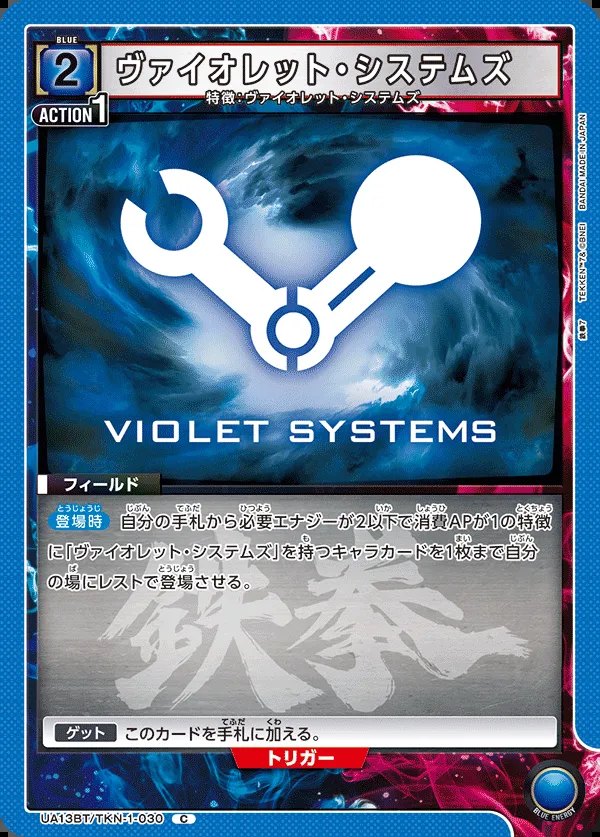 BLUE
2
ヴァイオレット・システムズ
特徴:ヴァイオレット・システムズ
ACTION 1
VIOLET SYSTEMS
フィールド
登場時 自分の手札から必要エナジーが2以下で消費APが1の特徴
に「ヴァイオレット・システムズ」を持つキャラカードを1枚まで自分
の場にレストで登場させる。
鉄拳
ゲット このカードを手札に加える。
トリガー
UA13BT/TKN-1-030 C
BLUE ENERGY
鉄拳7 TEKKEN™7& ©BNEI BANDAI MADE IN JAPAN